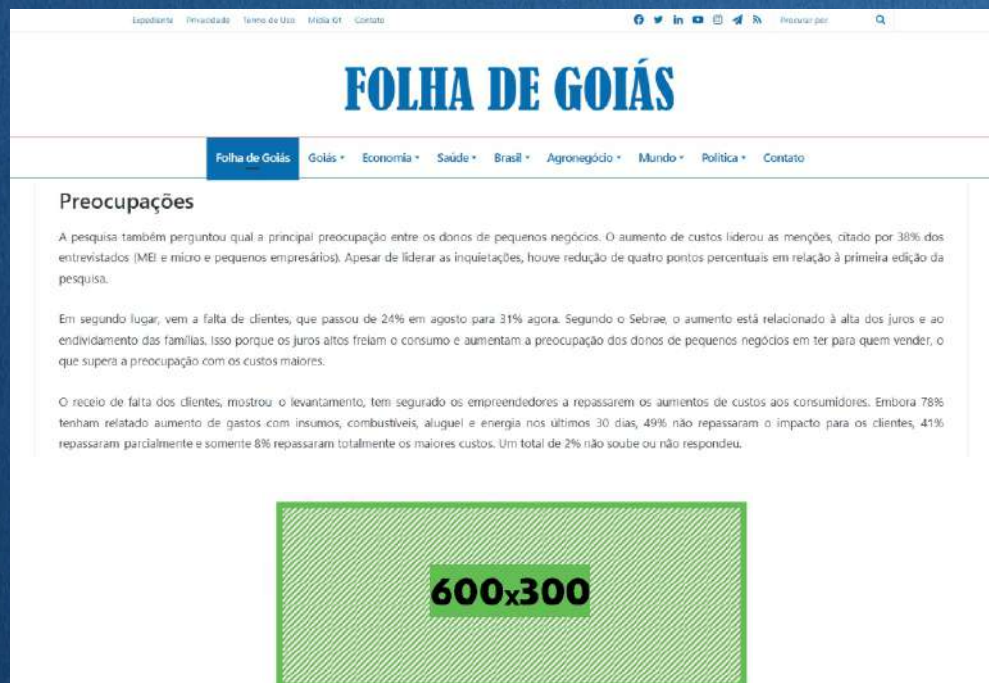 Expediente Privacidade Termo de Uso Mídia Kit Contato
Procurar por
FOLHA DE GOIÁS
Folha de Goiás Goiás Economia Saúde Brasil Agronegócio Mundo Política Contato
Preocupações
A pesquisa também perguntou qual a principal preocupação entre os donos de pequenos negócios. O aumento de custos liderou as menções, citado por 38% dos
entrevistados (MEI e micro e pequenos empresários). Apesar de liderar as inquietações, houve redução de quatro pontos percentuais em relação à primeira edição da
pesquisa.
Em segundo lugar, vem a falta de clientes, que passou de 24% em agosto para 31% agora. Segundo o Sebrae, o aumento está relacionado à alta dos juros e ao
endividamento das famílias. Isso porque os juros altos freiam o consumo e aumentam a preocupação dos donos de pequenos negócios em ter para quem vender, o
que supera a preocupação com os custos maiores.
O receio de falta dos clientes, mostrou o levantamento, tem segurado os empreendedores a repassarem os aumentos de custos aos consumidores. Embora 78%
tenham relatado aumento de gastos com insumos, combustíveis, aluguel e energia nos últimos 30 dias, 49% não repassaram o impacto para os clientes, 41%
repassaram parcialmente e somente 8% repassaram totalmente os maiores custos. Um total de 2% não soube ou não respondeu.
600x300